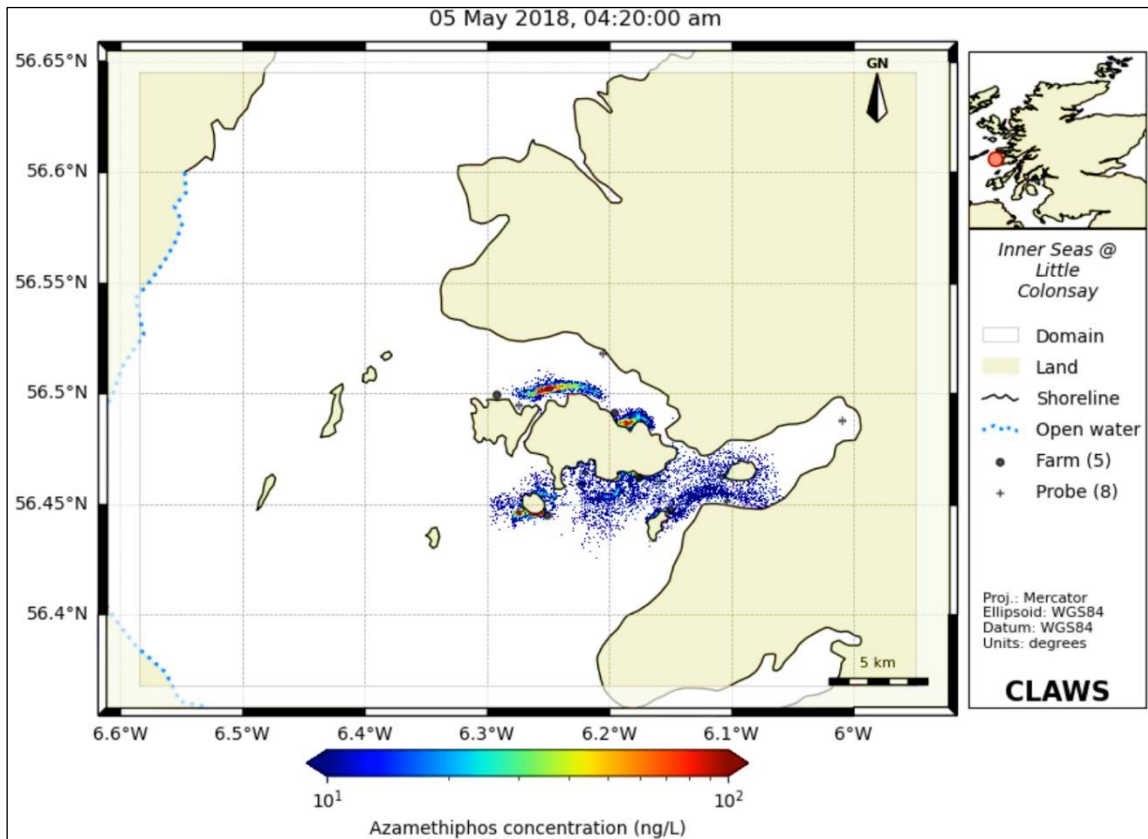 05 May 2018, 04:20:00 am
56.65°N
56.6°N
56.55°N
56.5°N
56.45°N
56.4°N
6.6°W
6.5°W
6.4°W
6.3°W
6.2°W
6.1°W
6°W
GN
5 km
Inner Seas @
Little
Colonsay
Domain
Land
Shoreline
Open water
Farm (5)
Probe (8)
Proj.: Mercator
Ellipsoid: WGS84
Datum: WGS84
Units: degrees
CLAWS
10¹
10²
Azamethiphos concentration (ng/L)